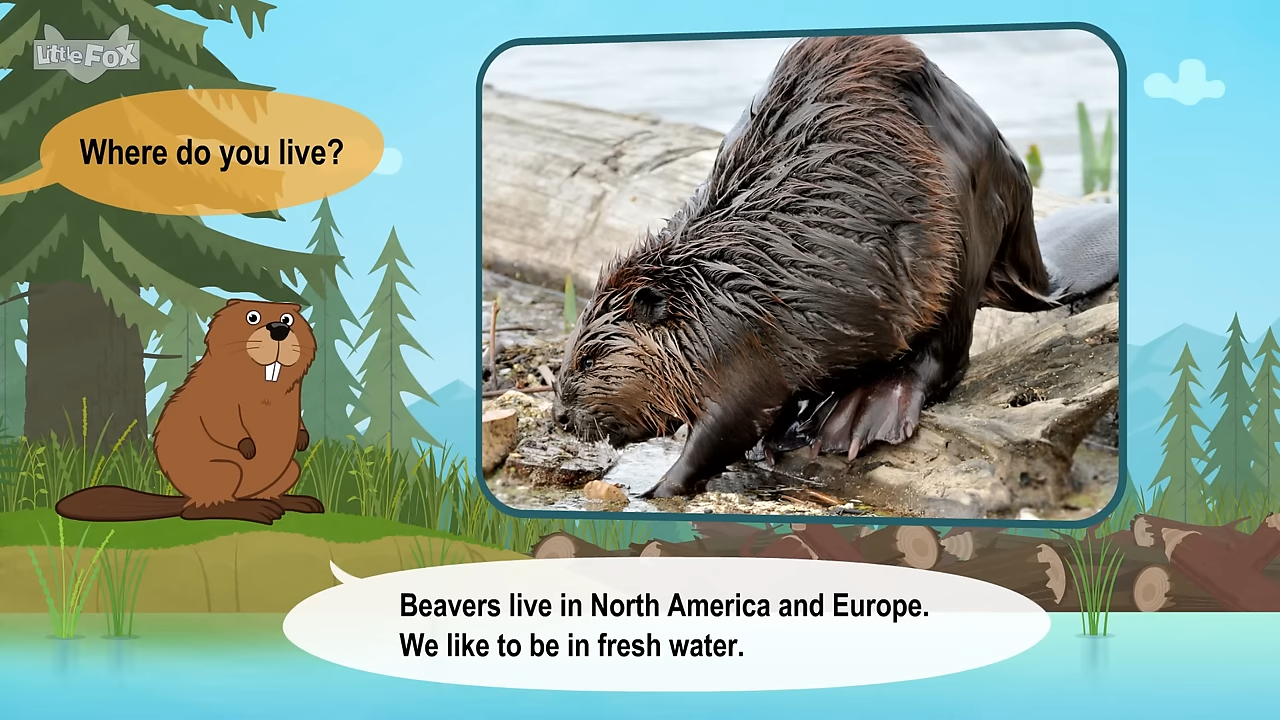 Little Fox
Where do you live?
Beavers live in North America and Europe.
We like to be in fresh water.